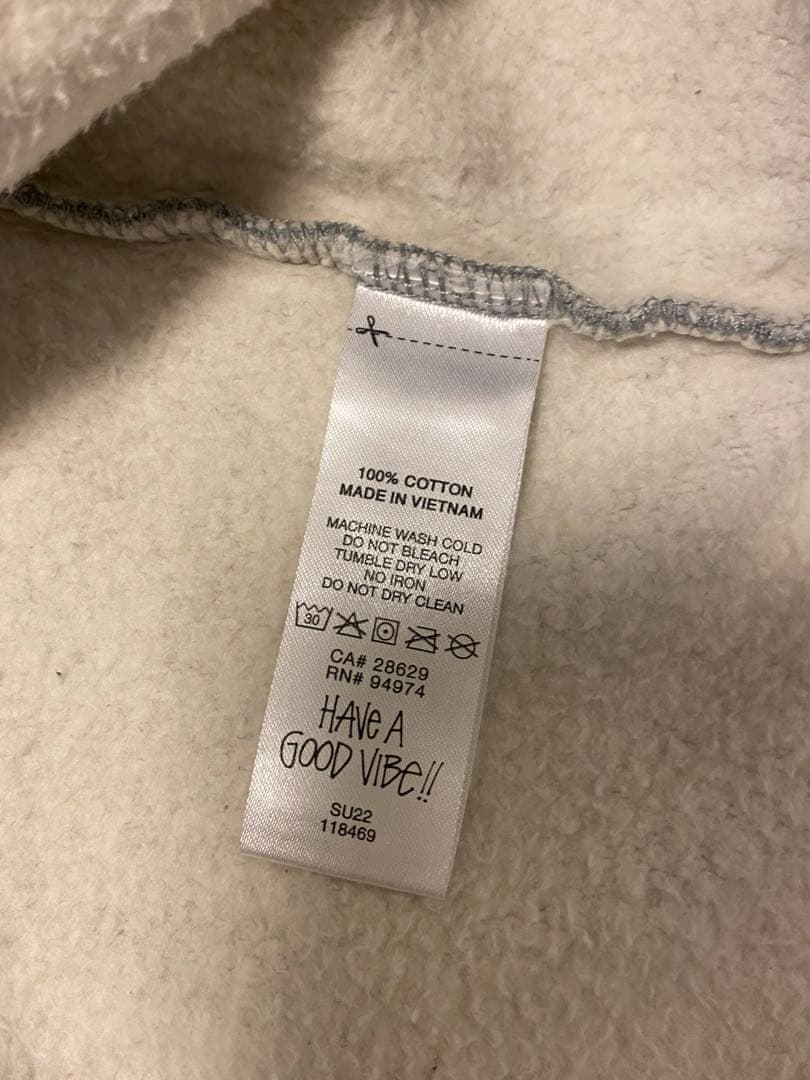 100% COTTON
MADE IN VIETNAM
MACHINE WASH COLD
DO NOT BLEACH
TUMBLE DRY LOW
NO IRON
DO NOT DRY CLEAN
30
CA# 28629
RN# 94974
HAVE A
GOOD VIBE!!
SU22
118469